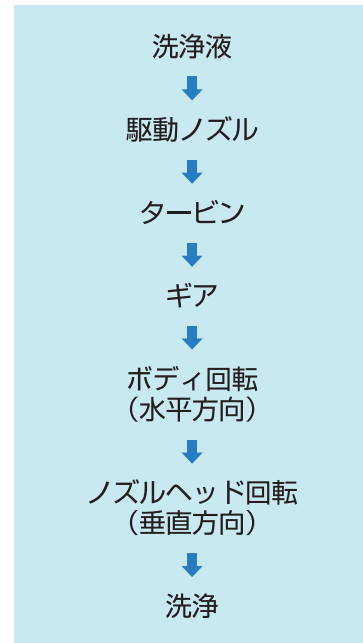 洗浄液
駆動ノズル
タービン
ギア
ボディ回転
（水平方向）
ノズルヘッド回転
（垂直方向）
洗浄